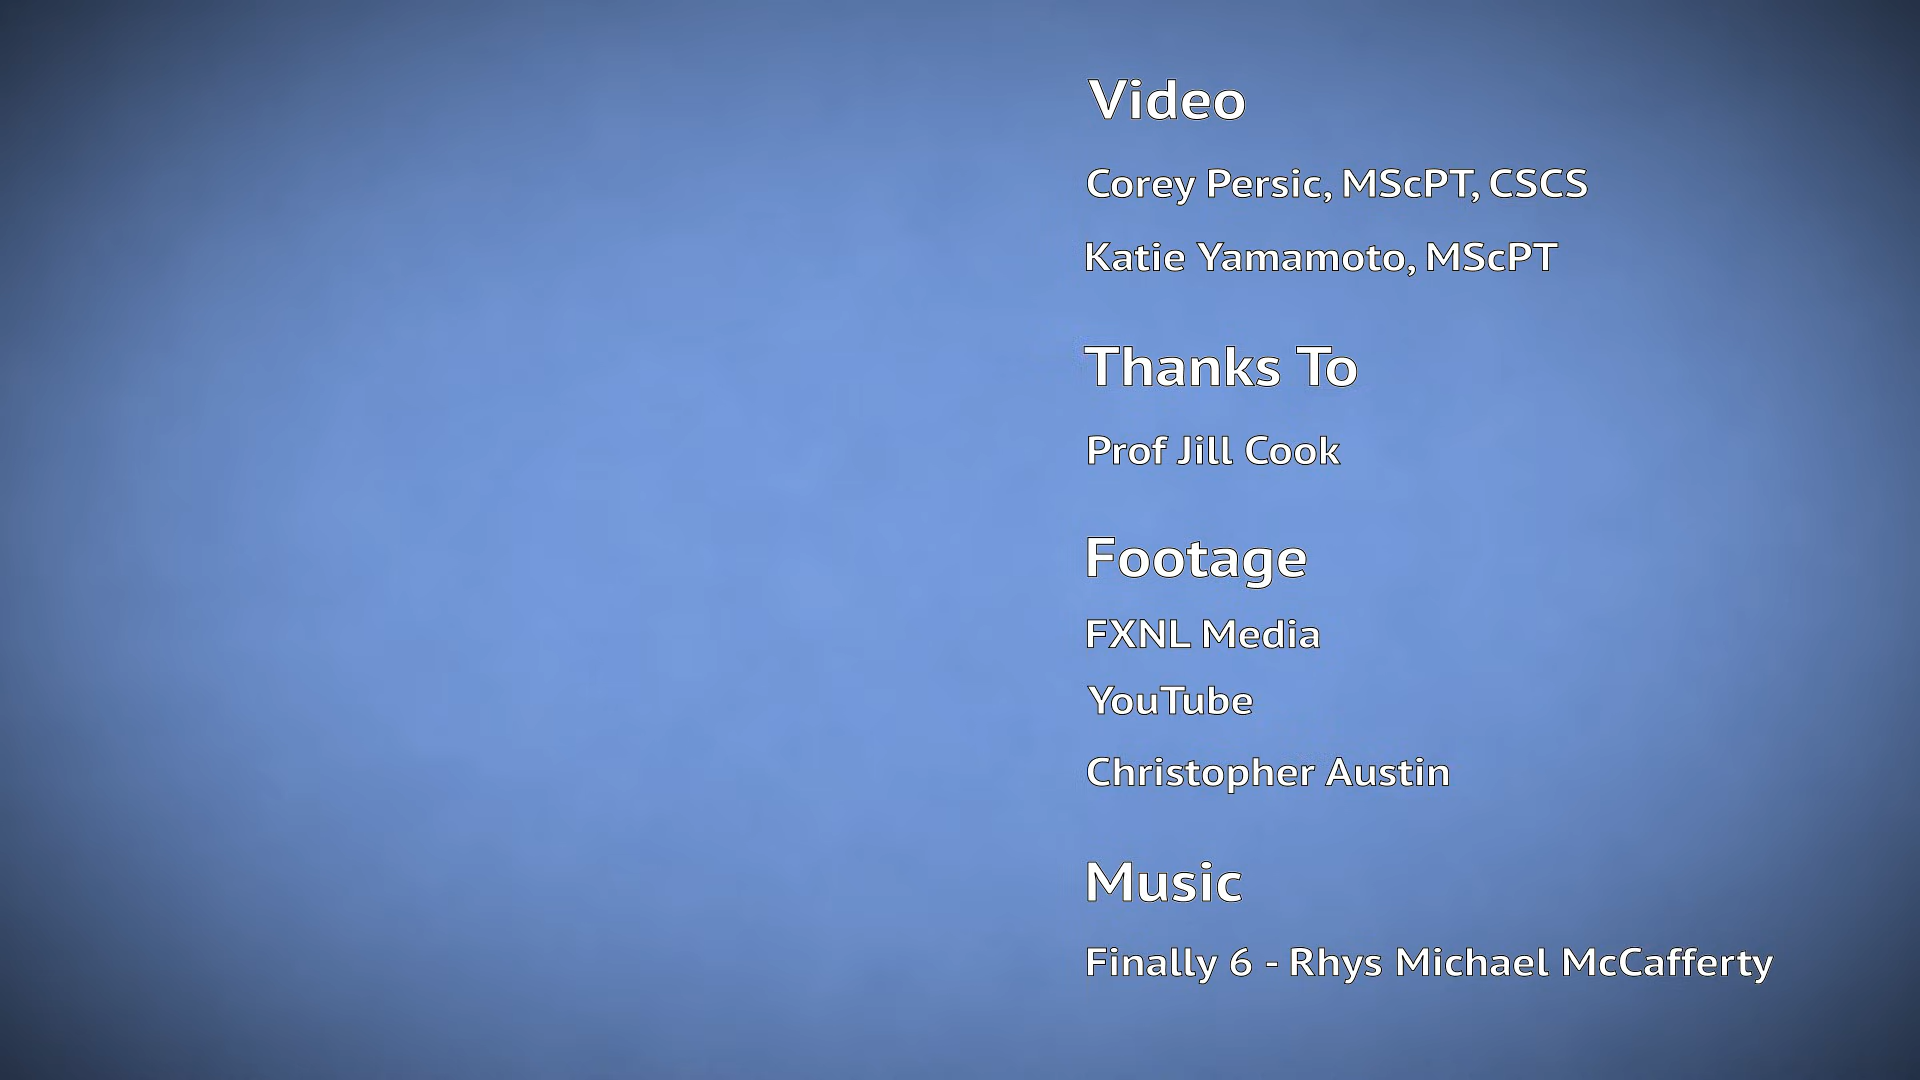 Video
Corey Persic, MScPT, CSCS
Katie Yamamoto, MScPT
Thanks To
Prof Jill Cook
Footage
FXNL Media
YouTube
Christopher Austin
Music
Finally 6 - Rhys Michael McCafferty